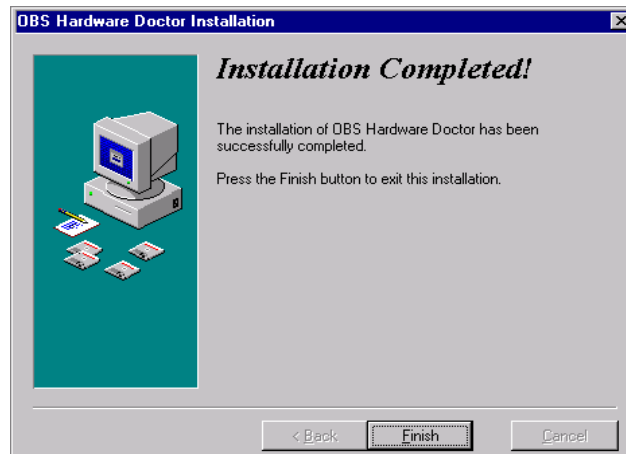 OBS Hardware Doctor Installation
Installation Completed!
The installation of OBS Hardware Doctor has been
successfully completed.
Press the Finish button to exit this installation.
< Back
Finish
Cancel